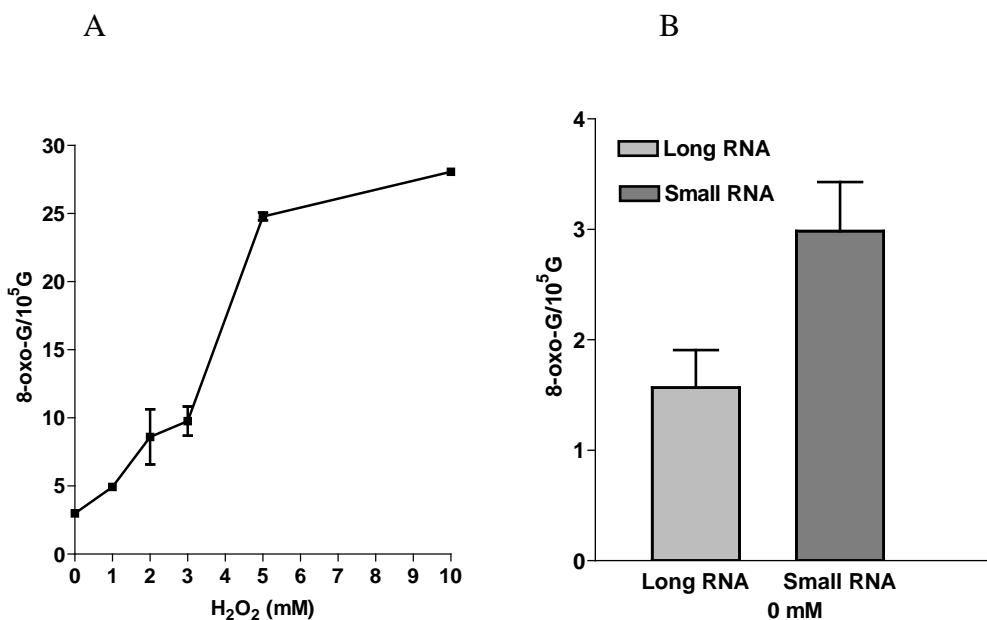 A
8-oxo-G/10⁵G
30
25
20
15
10
5
0
0 1 2 3 4 5 6 7 8 9 10
H₂O₂ (mM)
B
8-oxo-G/10⁵G
4
3
2
1
0
Long RNA
Small RNA
Long RNA Small RNA
0 mM